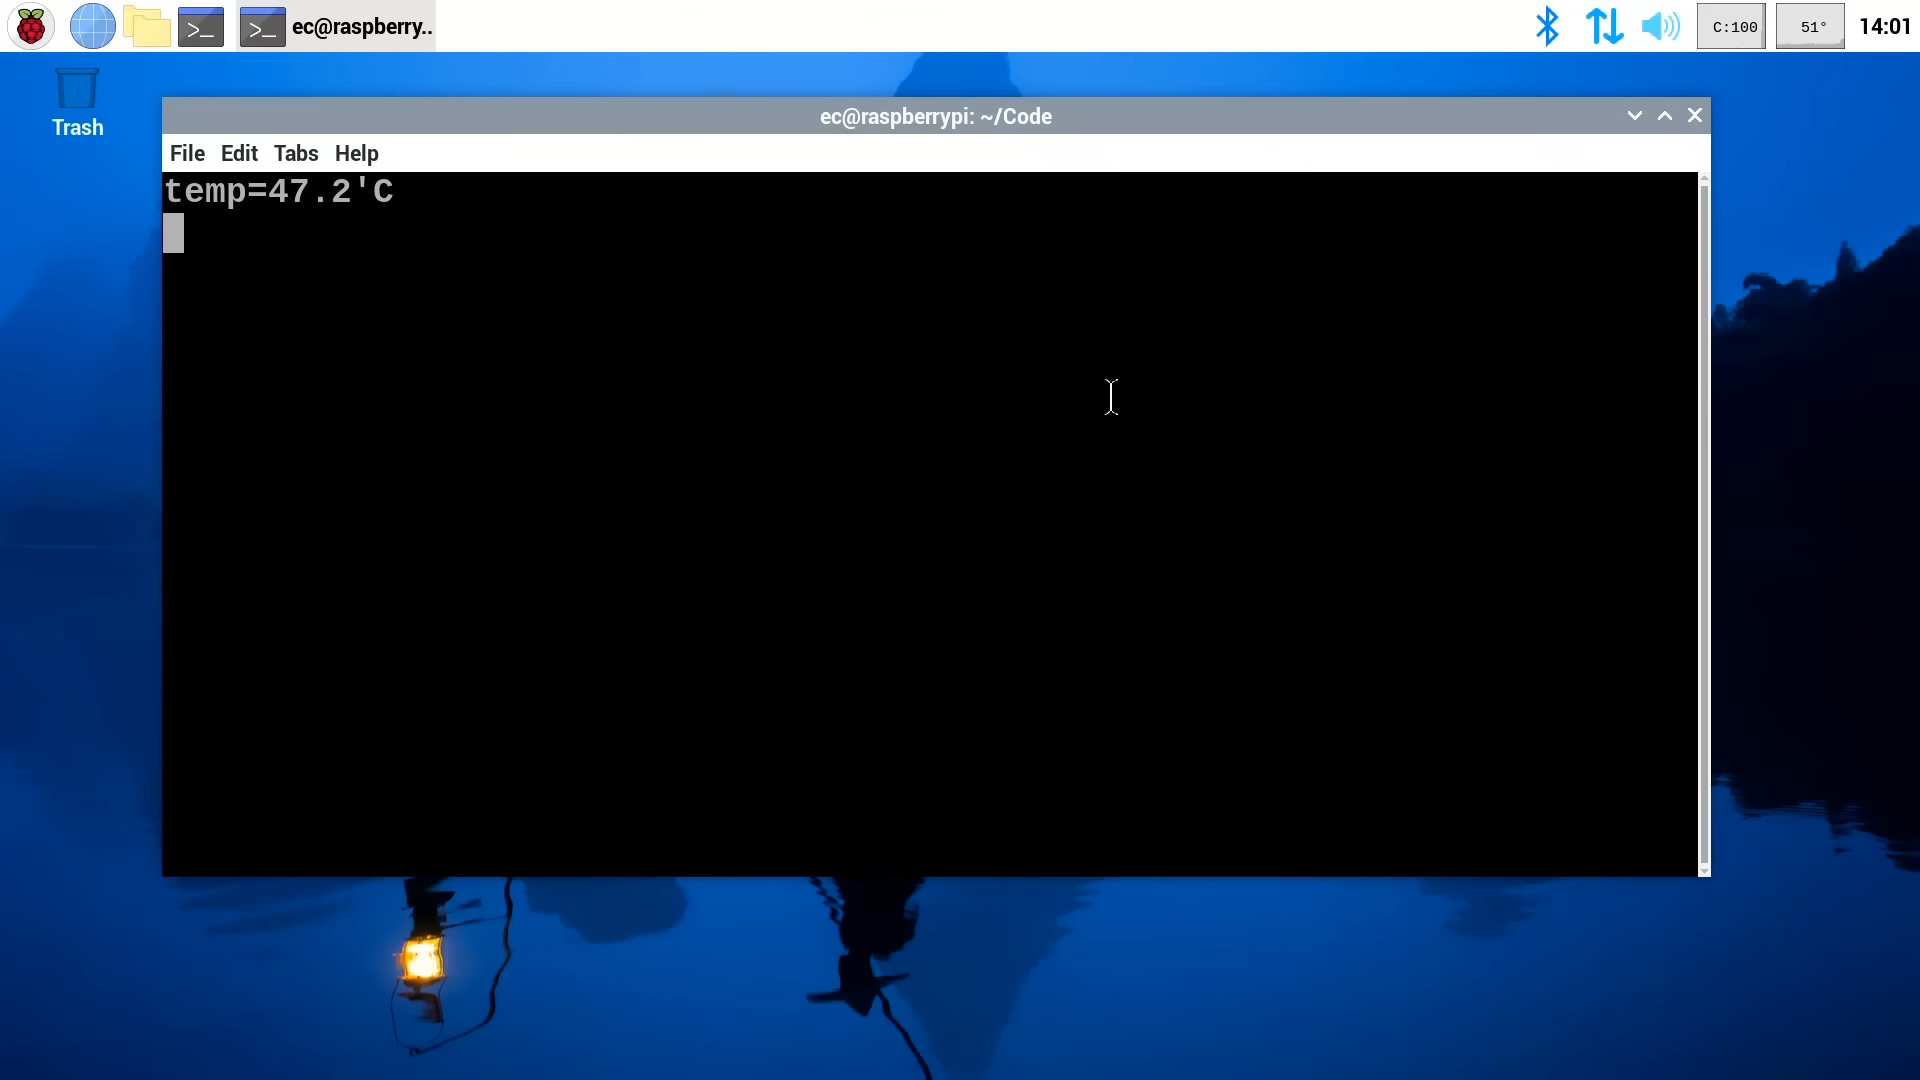 ec@raspberry.. C:100 51° 14:01
Trash
ec@raspberrypi: ~/Code
File Edit Tabs Help
temp=47.2'C